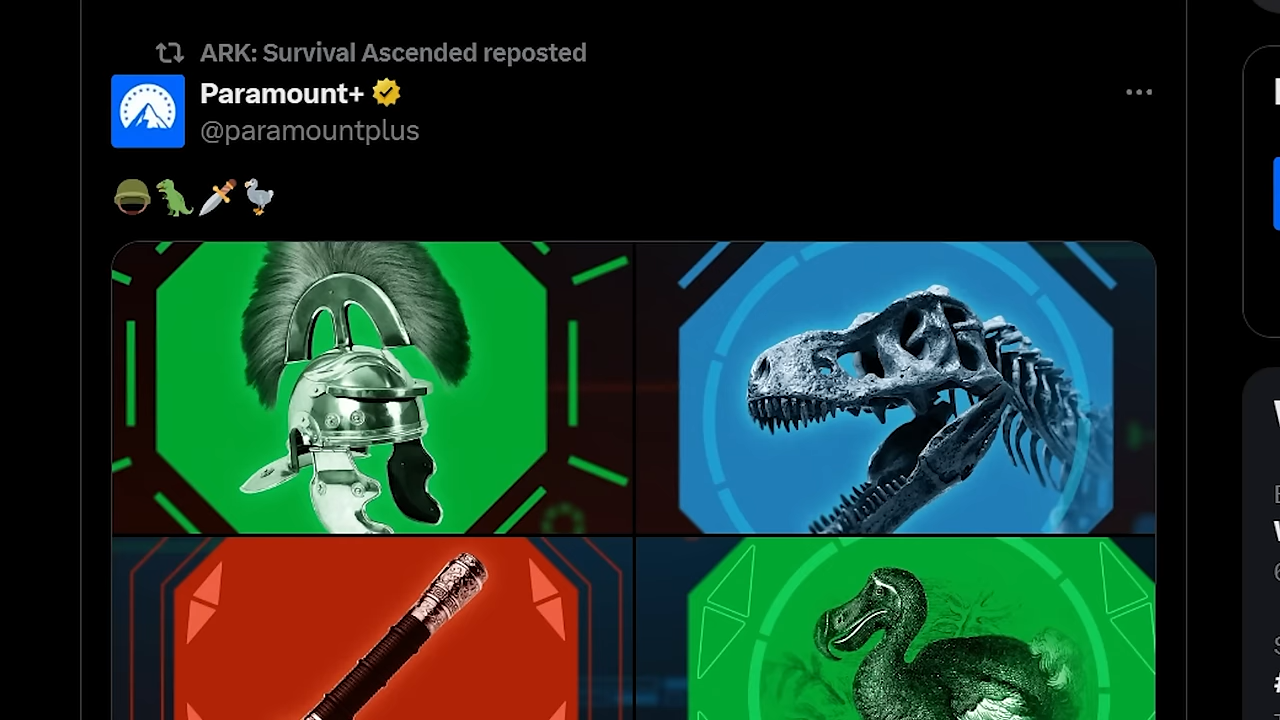 ARK: Survival Ascended reposted
Paramount+
@paramountplus
🪖🦖🗡️🦤